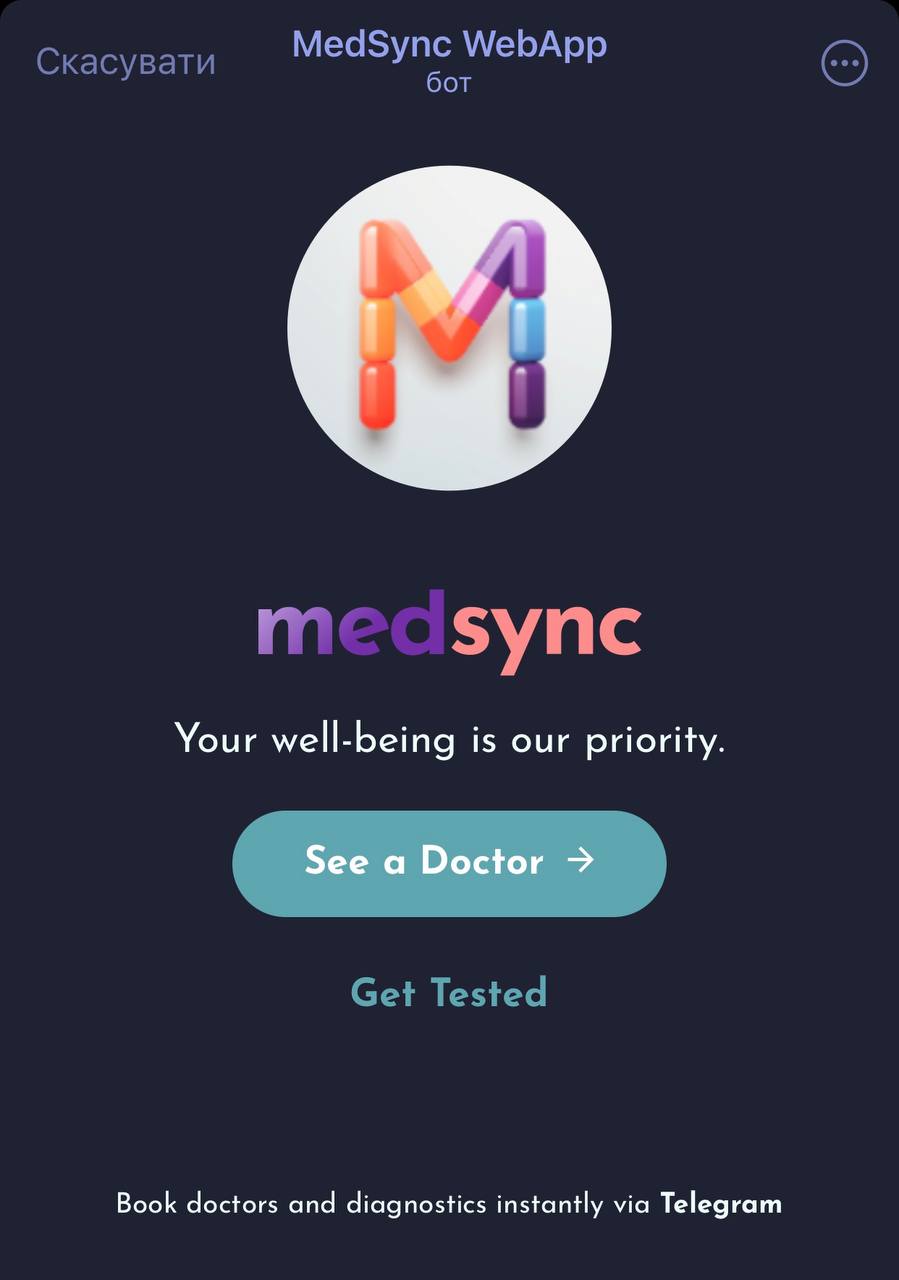 Скасувати
MedSync WebApp
бот
M
medsync
Your well-being is our priority.
See a Doctor →
Get Tested
Book doctors and diagnostics instantly via Telegram